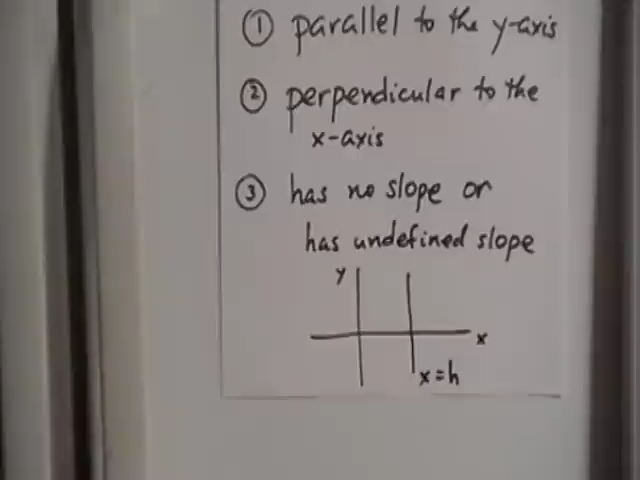 ① parallel to the y-axis
② perpendicular to the
x-axis
③ has no slope or
has undefined slope
y
x
x=h